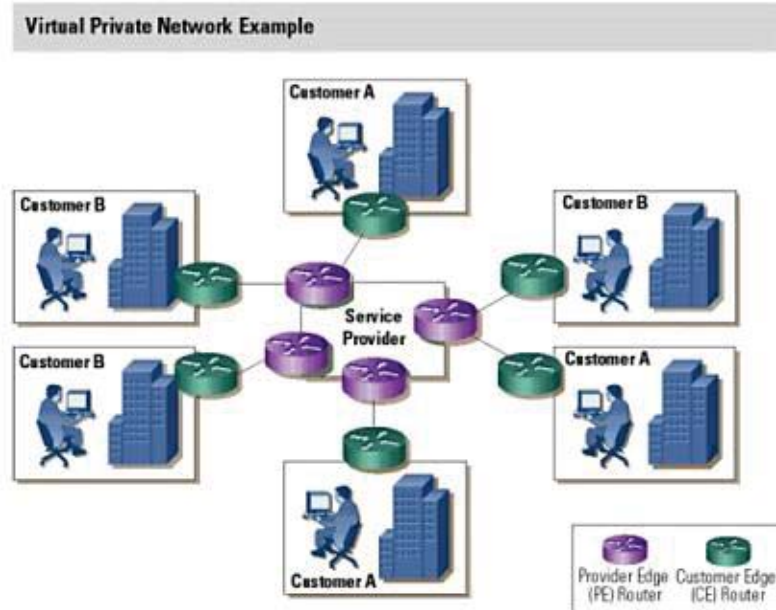 Virtual Private Network Example
Customer A
Customer B
Customer B
Service
Provider
Customer B
Customer A
Customer A
Provider Edge
(PE) Router
Customer Edge
(CE) Router